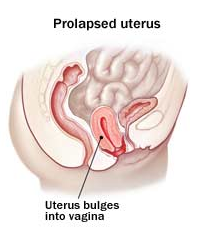 Prolapsed uterus
Uterus bulges
into vagina